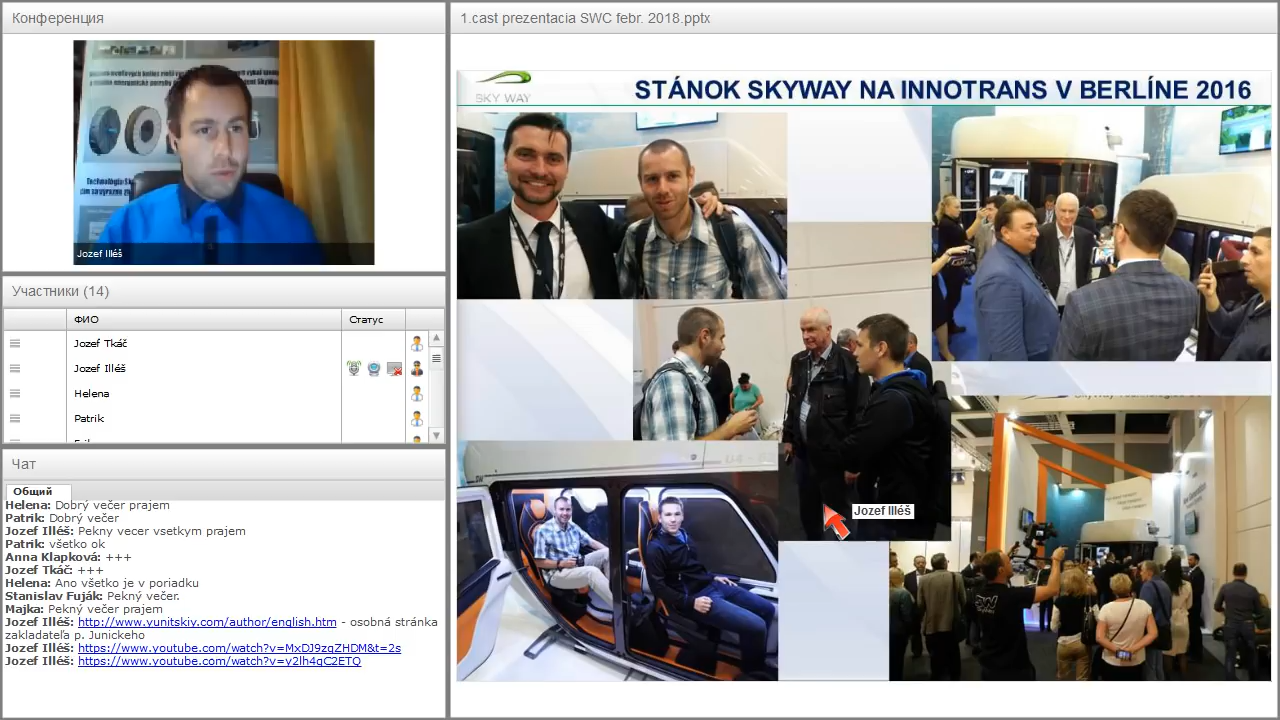 Конференция
Jozef Illéš
Участники (14)
ФИО
Статус
Jozef Tkáč
Jozef Illéš
Helena
Patrik
Чат
Общий
Helena: Dobrý večer prajem
Patrik: Dobrý večer
Jozef Illéš: Pekny vecer vsetkym prajem
Patrik: všetko ok
Anna Klapková: +++
Jozef Tkáč: +++
Helena: Ano všetko je v poriadku
Stanislav Fuják: Pekný večer.
Majka: Pekný večer prajem
Jozef Illéš: http://www.yunitskiy.com/author/english.htm - osobná stránka
zakladateľa p. Junickeho
Jozef Illéš: https://www.youtube.com/watch?v=MxDJ9zqZHDM&t=2s
Jozef Illéš: https://www.youtube.com/watch?v=y2lh4qC2ETQ
1.cast prezentacia SWC febr. 2018.pptx
SKY WAY
STÁNOK SKYWAY NA INNOTRANS V BERLÍNE 2016
Jozef Illéš